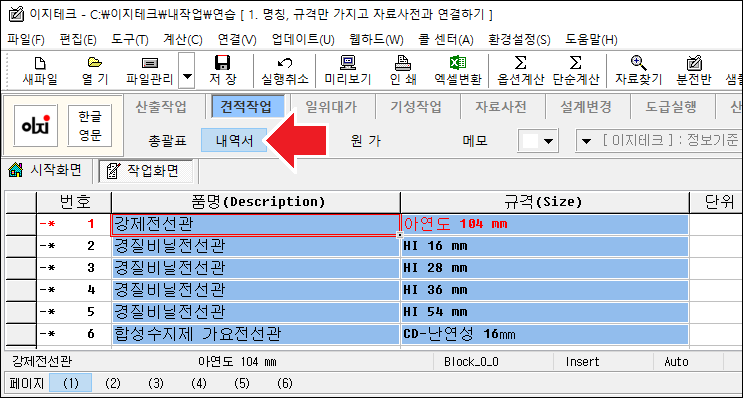 이지테크 - C:₩이지테크₩내작업₩연습 [ 1. 명칭, 규격만 가지고 자료사전과 연결하기 ]
파일(F) 편집(E) 도구(T) 계산(C) 연결(V) 업데이트(U) 웹하드(W) 콜 센터(A) 환경설정(S) 도움말(H)
새파일 열 기 파일관리 저 장 실행취소 미리보기 인 쇄 엑셀변환 옵션계산 단순계산 자료찾기 분전반
산출작업 견적작업 일위대가 기성작업 자료사전 설계변경 도급실행
한글
영문
총괄표 내역서 원 가 메모 [ 이지테크 ] : 정보기준
시작화면 작업화면
번호 품명(Description) 규격(Size) 단위
-* 1 강제전선관 아연도 104 mm
-* 2 경질비닐전선관 HI 16 mm
-* 3 경질비닐전선관 HI 28 mm
-* 4 경질비닐전선관 HI 36 mm
-* 5 경질비닐전선관 HI 54 mm
-* 6 합성수지제 가요전선관 CD-난연성 16mm
강제전선관 아연도 104 mm Block_0_0 Insert Auto
페이지 (1) (2) (3) (4) (5) (6)